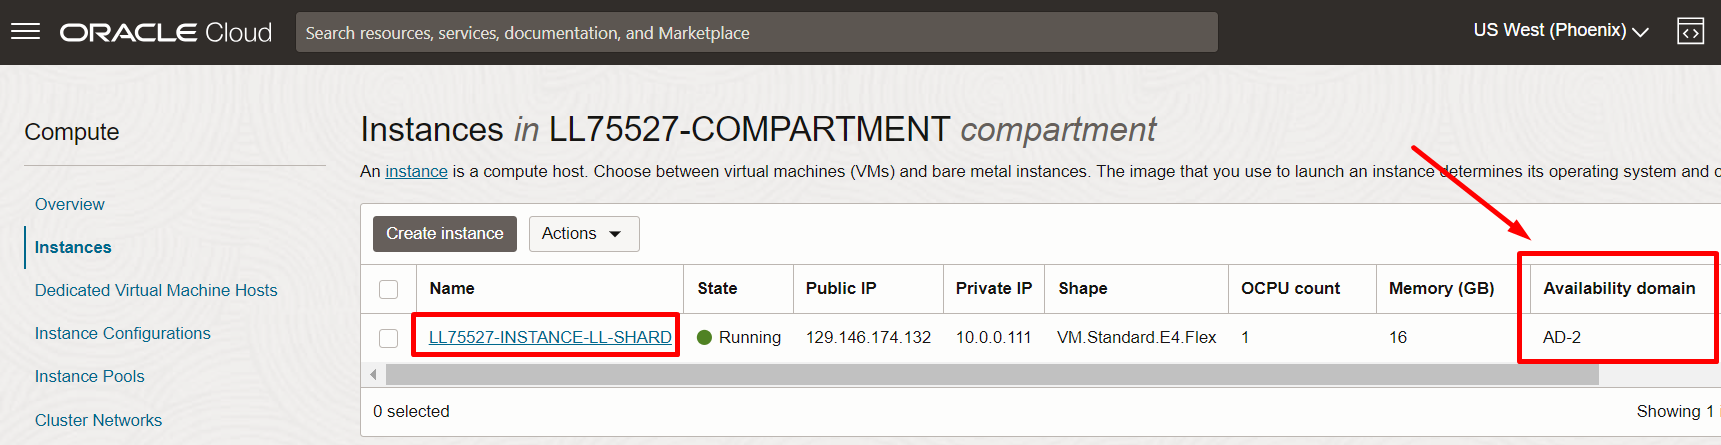 ORACLE Cloud
Search resources, services, documentation, and Marketplace
US West (Phoenix)
Compute
Overview
Instances
Dedicated Virtual Machine Hosts
Instance Configurations
Instance Pools
Cluster Networks
Instances in LL75527-COMPARTMENT compartment
An instance is a compute host. Choose between virtual machines (VMs) and bare metal instances. The image that you use to launch an instance determines its operating system and
Create instance Actions
Name State Public IP Private IP Shape OCPU count Memory (GB) Availability domain
LL75527-INSTANCE-LL-SHARD Running 129.146.174.132 10.0.0.111 VM.Standard.E4.Flex 1 16 AD-2
0 selected Showing 1